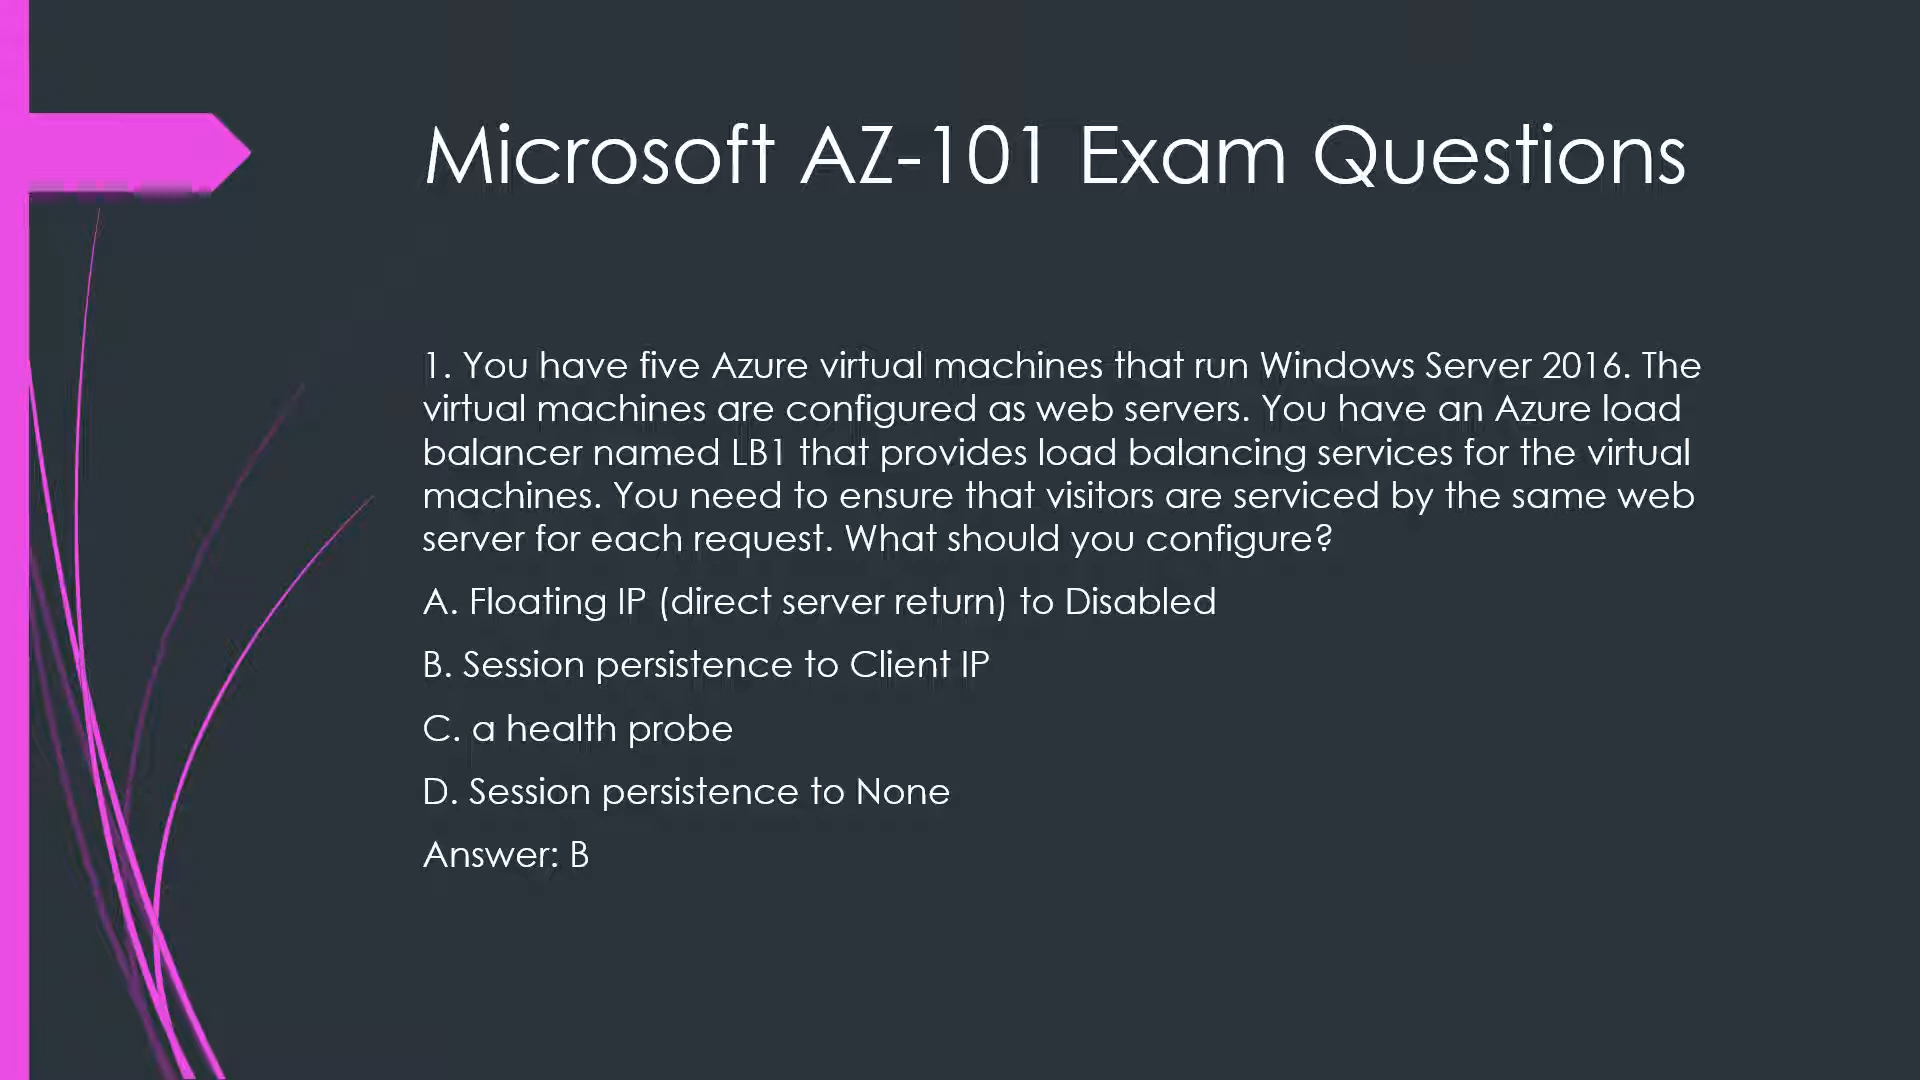 Microsoft AZ-101 Exam Questions
1. You have five Azure virtual machines that run Windows Server 2016. The
virtual machines are configured as web servers. You have an Azure load
balancer named LB1 that provides load balancing services for the virtual
machines. You need to ensure that visitors are serviced by the same web
server for each request. What should you configure?
A. Floating IP (direct server return) to Disabled
B. Session persistence to Client IP
C. a health probe
D. Session persistence to None
Answer: B